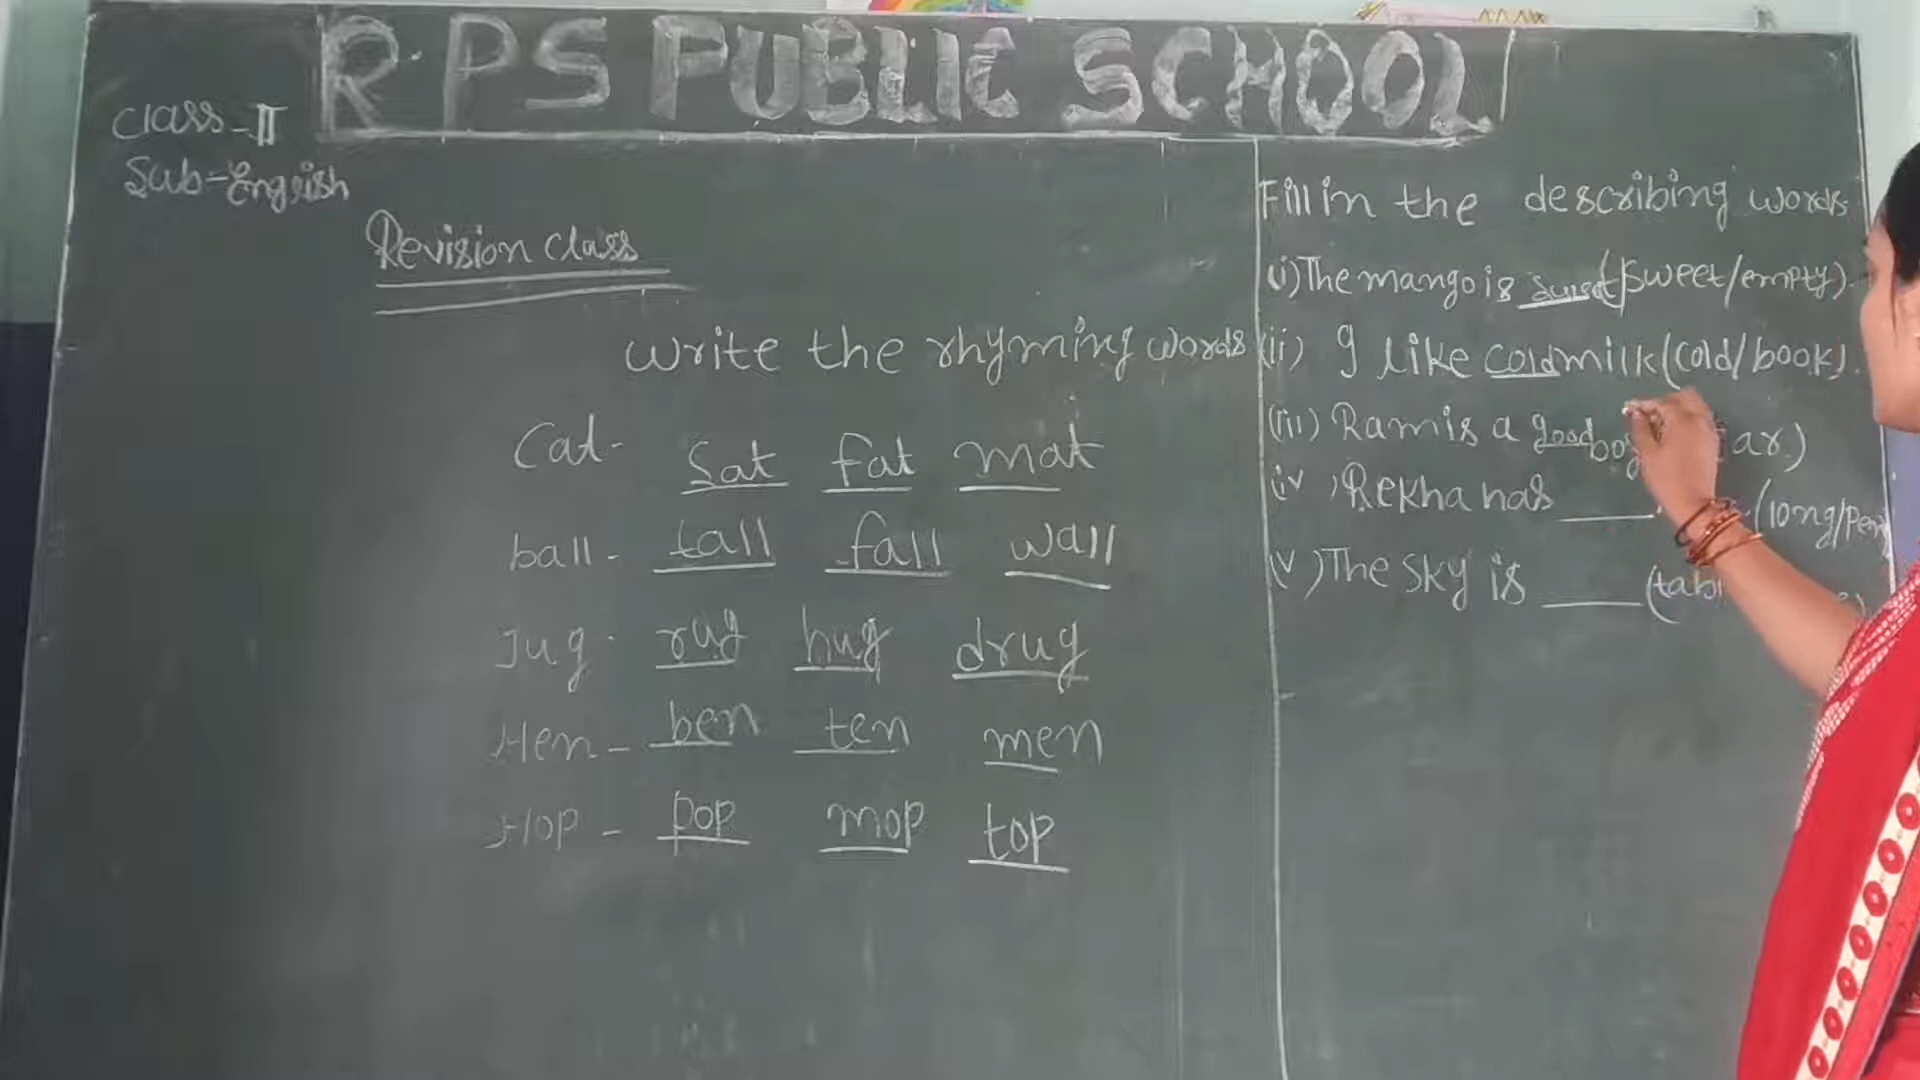 R.P S PUBLIC SCHOOL
Class-II
Sub-English
Revision class
write the rhyming words
Cat- Sat fat mat
ball- tall fall wall
Jug- rug hug drug
Hen- ben ten men
Hop- pop mop top
Fill in the describing words
(i) The mango is sweet (sweet/empty).
(ii) I like cold milk (cold/book).
(iii) Ram is a good boy ar.)
(iv) Rekha has ____ (long/pen)
(v) The sky is ____ (